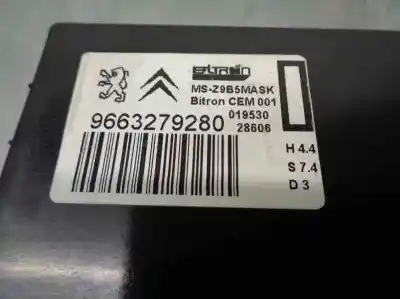 BITRON
MS-Z9B5MASK
Bitron CEM 001
019530
9663279280
28606
H 4.4
S 7.4
D 3